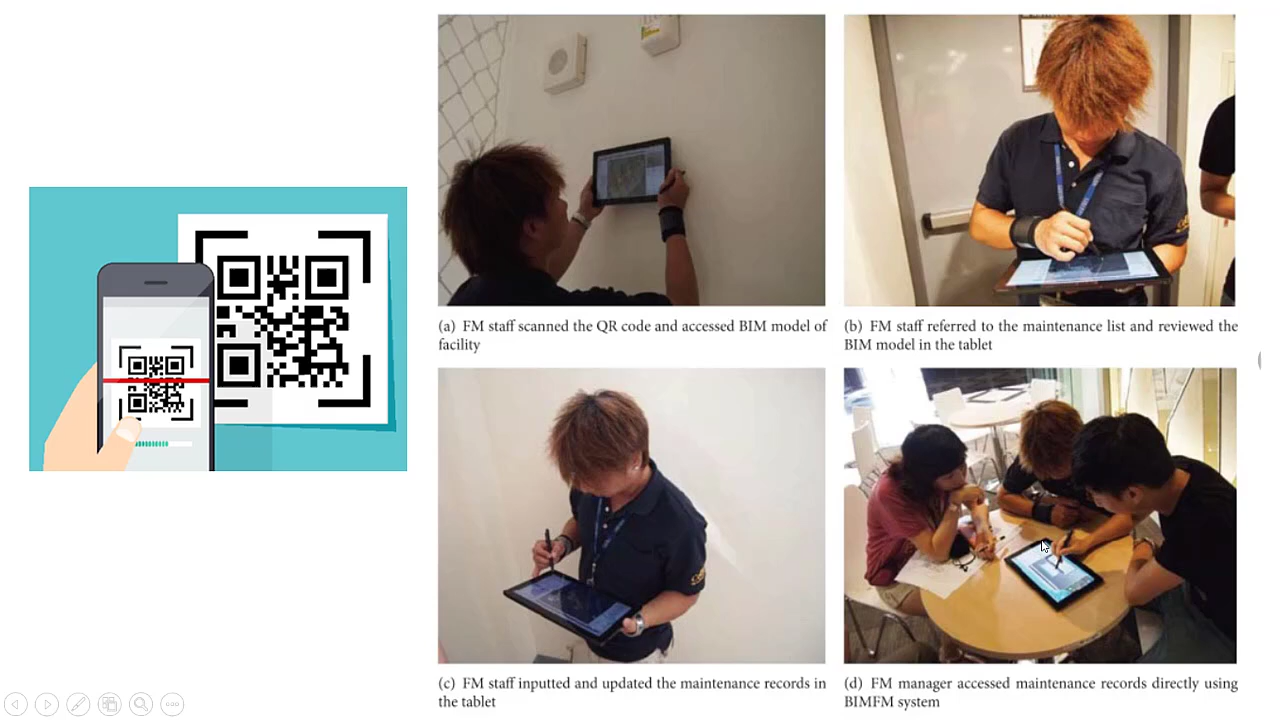 (a) FM staff scanned the QR code and accessed BIM model of
facility
(b) FM staff referred to the maintenance list and reviewed the
BIM model in the tablet
(c) FM staff inputted and updated the maintenance records in
the tablet
(d) FM manager accessed maintenance records directly using
BIMFM system